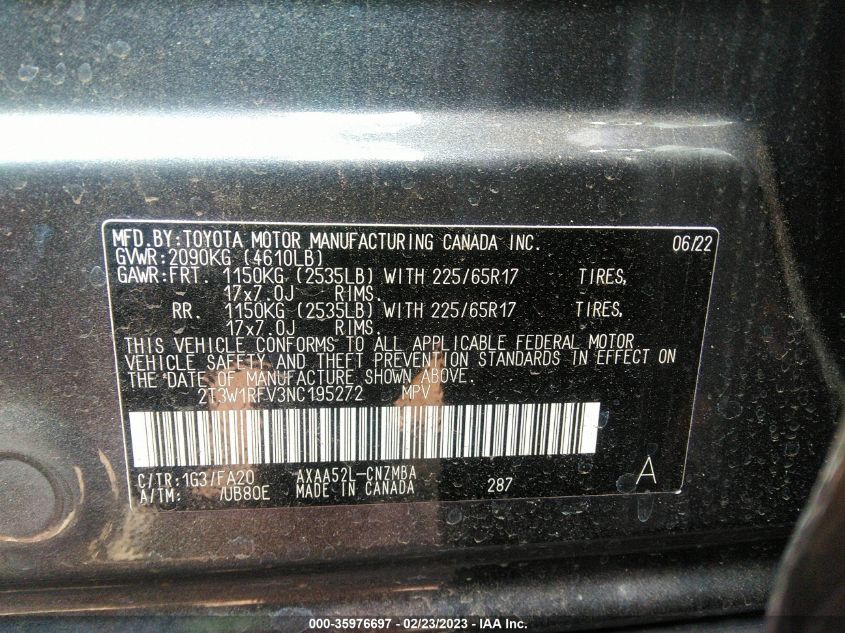 MFD.BY:TOYOTA MOTOR MANUFACTURING CANADA INC. 06/22
GVWR:2090KG (4610LB)
GAWR:FRT. 1150KG (2535LB) WITH 225/65R17 TIRES,
17x7.0J RIMS.
RR. 1150KG (2535LB) WITH 225/65R17 TIRES,
17x7.0J RIMS.
THIS VEHICLE CONFORMS TO ALL APPLICABLE FEDERAL MOTOR
VEHICLE SAFETY AND THEFT PREVENTION STANDARDS IN EFFECT ON
THE DATE OF MANUFACTURE SHOWN ABOVE.
2T3W1RFV3NC195272 MPV
C/TR:1G3/FA20 AXAA52L-CNZMBA A
A/TM: /UB80E MADE IN CANADA 287
000-35976697 - 02/23/2023 - IAA Inc.